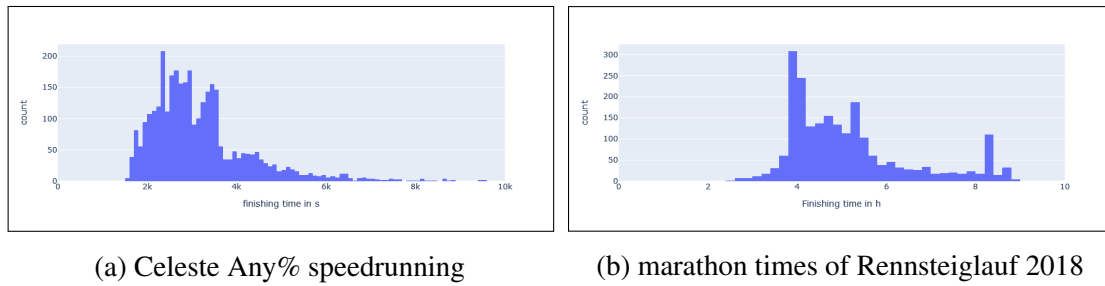 200
150
100
50
0
count
0
2k
4k
6k
8k
10k
finishing time in s
(a) Celeste Any% speedrunning
300
250
200
150
100
50
0
count
0
2
4
6
8
10
Finishing time in h
(b) marathon times of Rennsteiglauf 2018